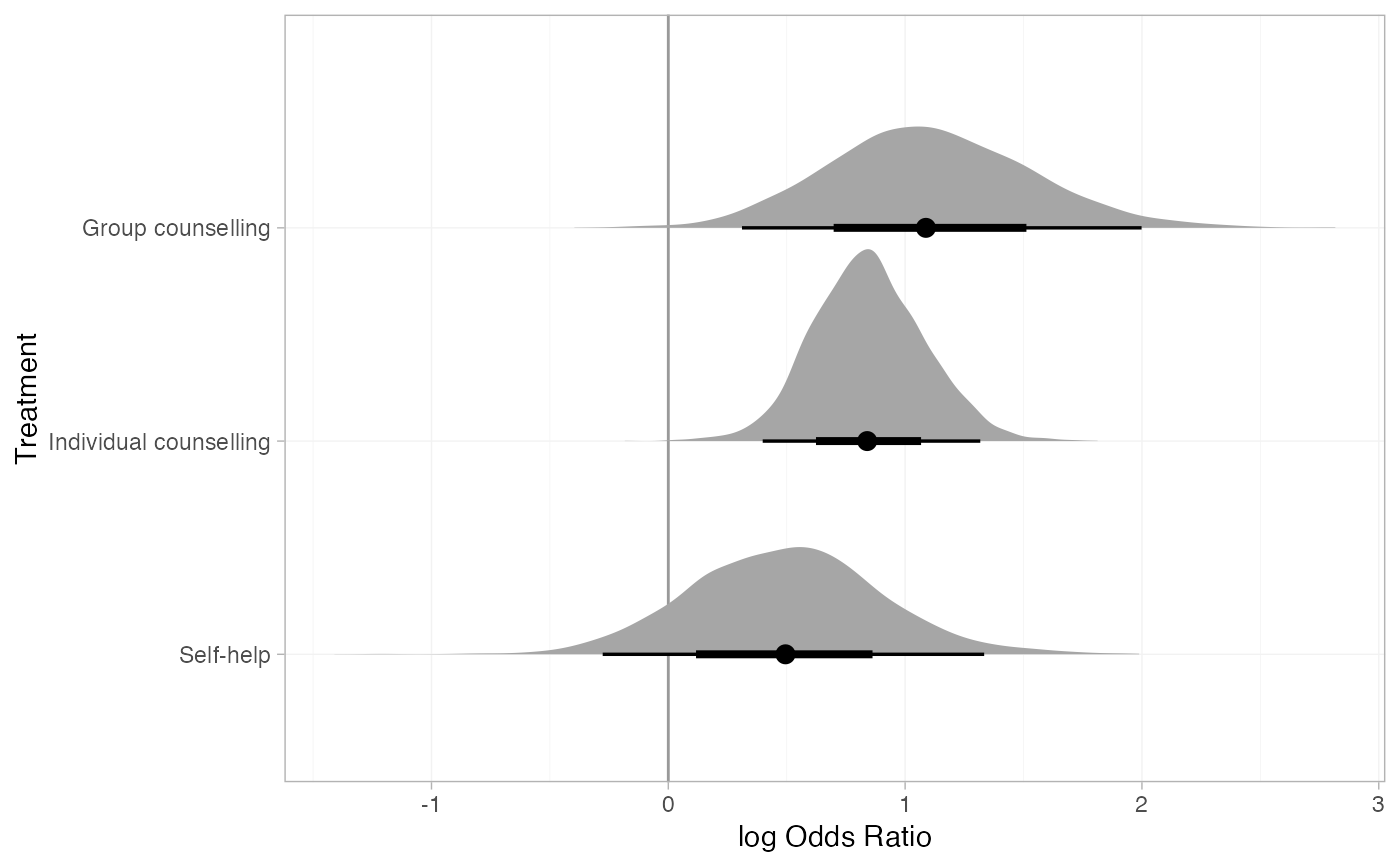 Group counselling
Individual counselling
Self-help
Treatment
-1 0 1 2 3
log Odds Ratio